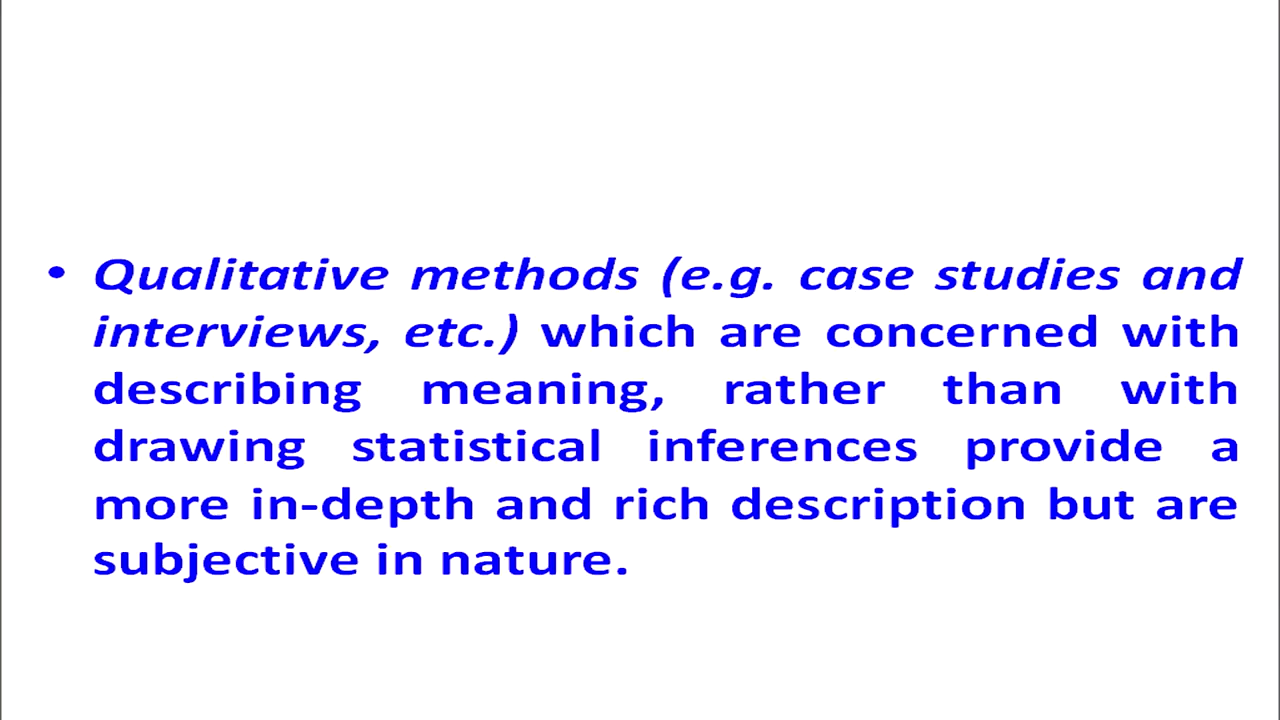 • Qualitative methods (e.g. case studies and
interviews, etc.) which are concerned with
describing meaning, rather than with
drawing statistical inferences provide a
more in-depth and rich description but are
subjective in nature.